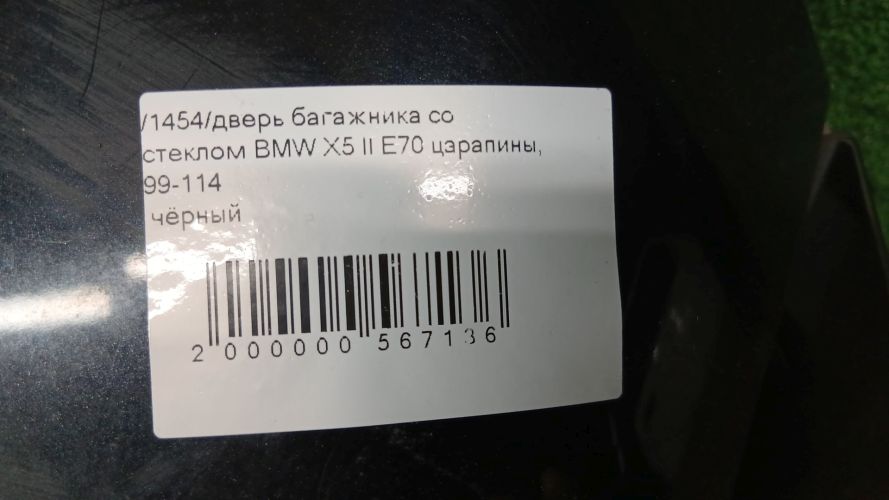 /1454/дверь багажника со
стеклом BMW X5 II E70 цзрапины,
99-114
чёрный
2 000000 567136